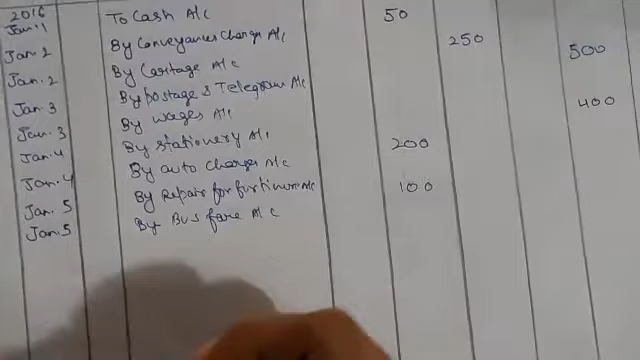 2016
Jan.1 To Cash A/c
Jan.2 By Conveyance Charges A/c 50
Jan.2 By Cartage A/c 250
Jan.3 By postage & Telegram A/c 500
Jan.3 By wages A/c
Jan.4 By stationery A/c 400
Jan.4 By auto charges A/c 200
Jan.5 By Repair for furtinure A/c
Jan.5 By Bus fare A/c 100